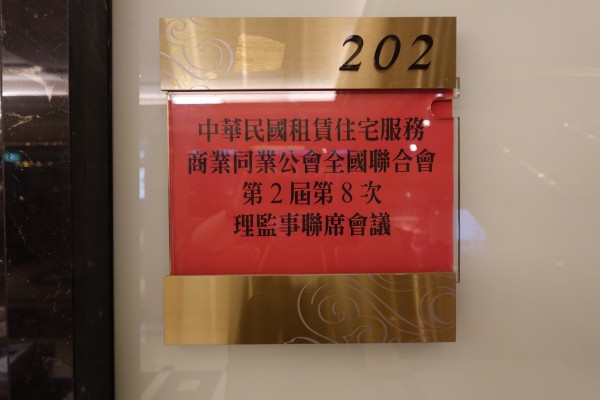 202
中華民國租賃住宅服務
商業同業公會全國聯合會
第2屆第8次
理監事聯席會議